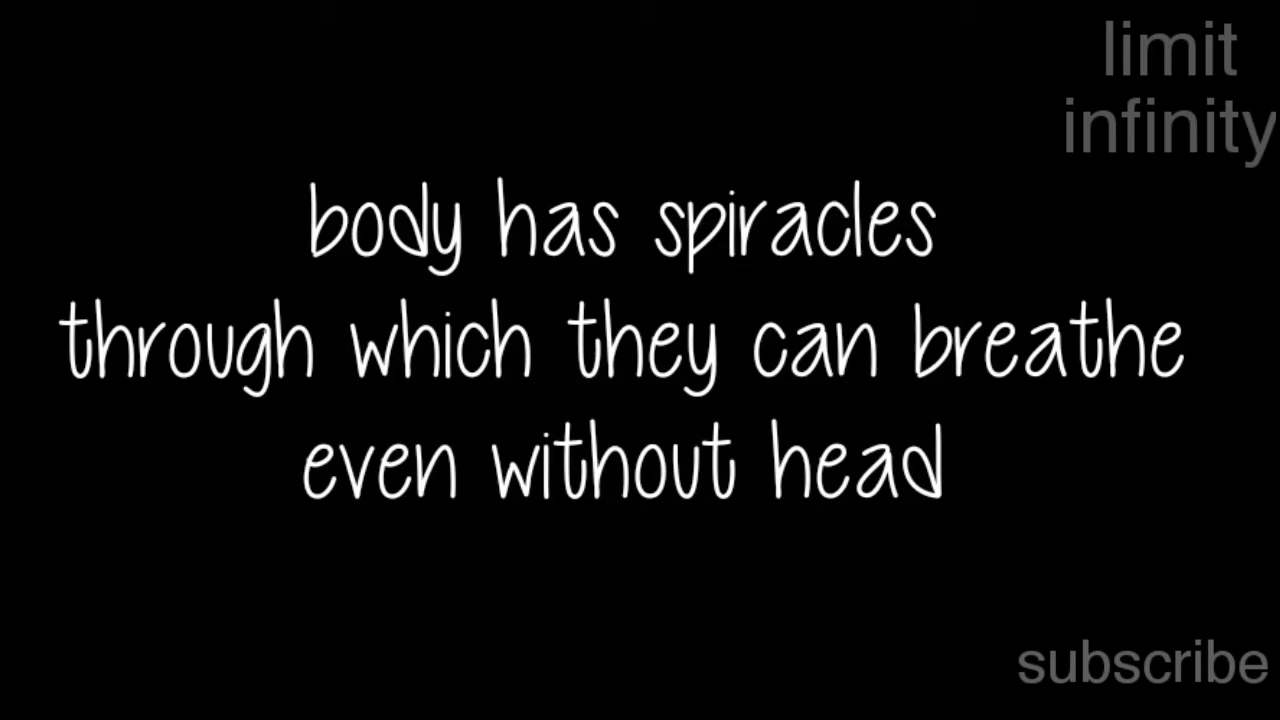 limit
infinity
body has spiracles
through which they can breathe
even without head
subscribe